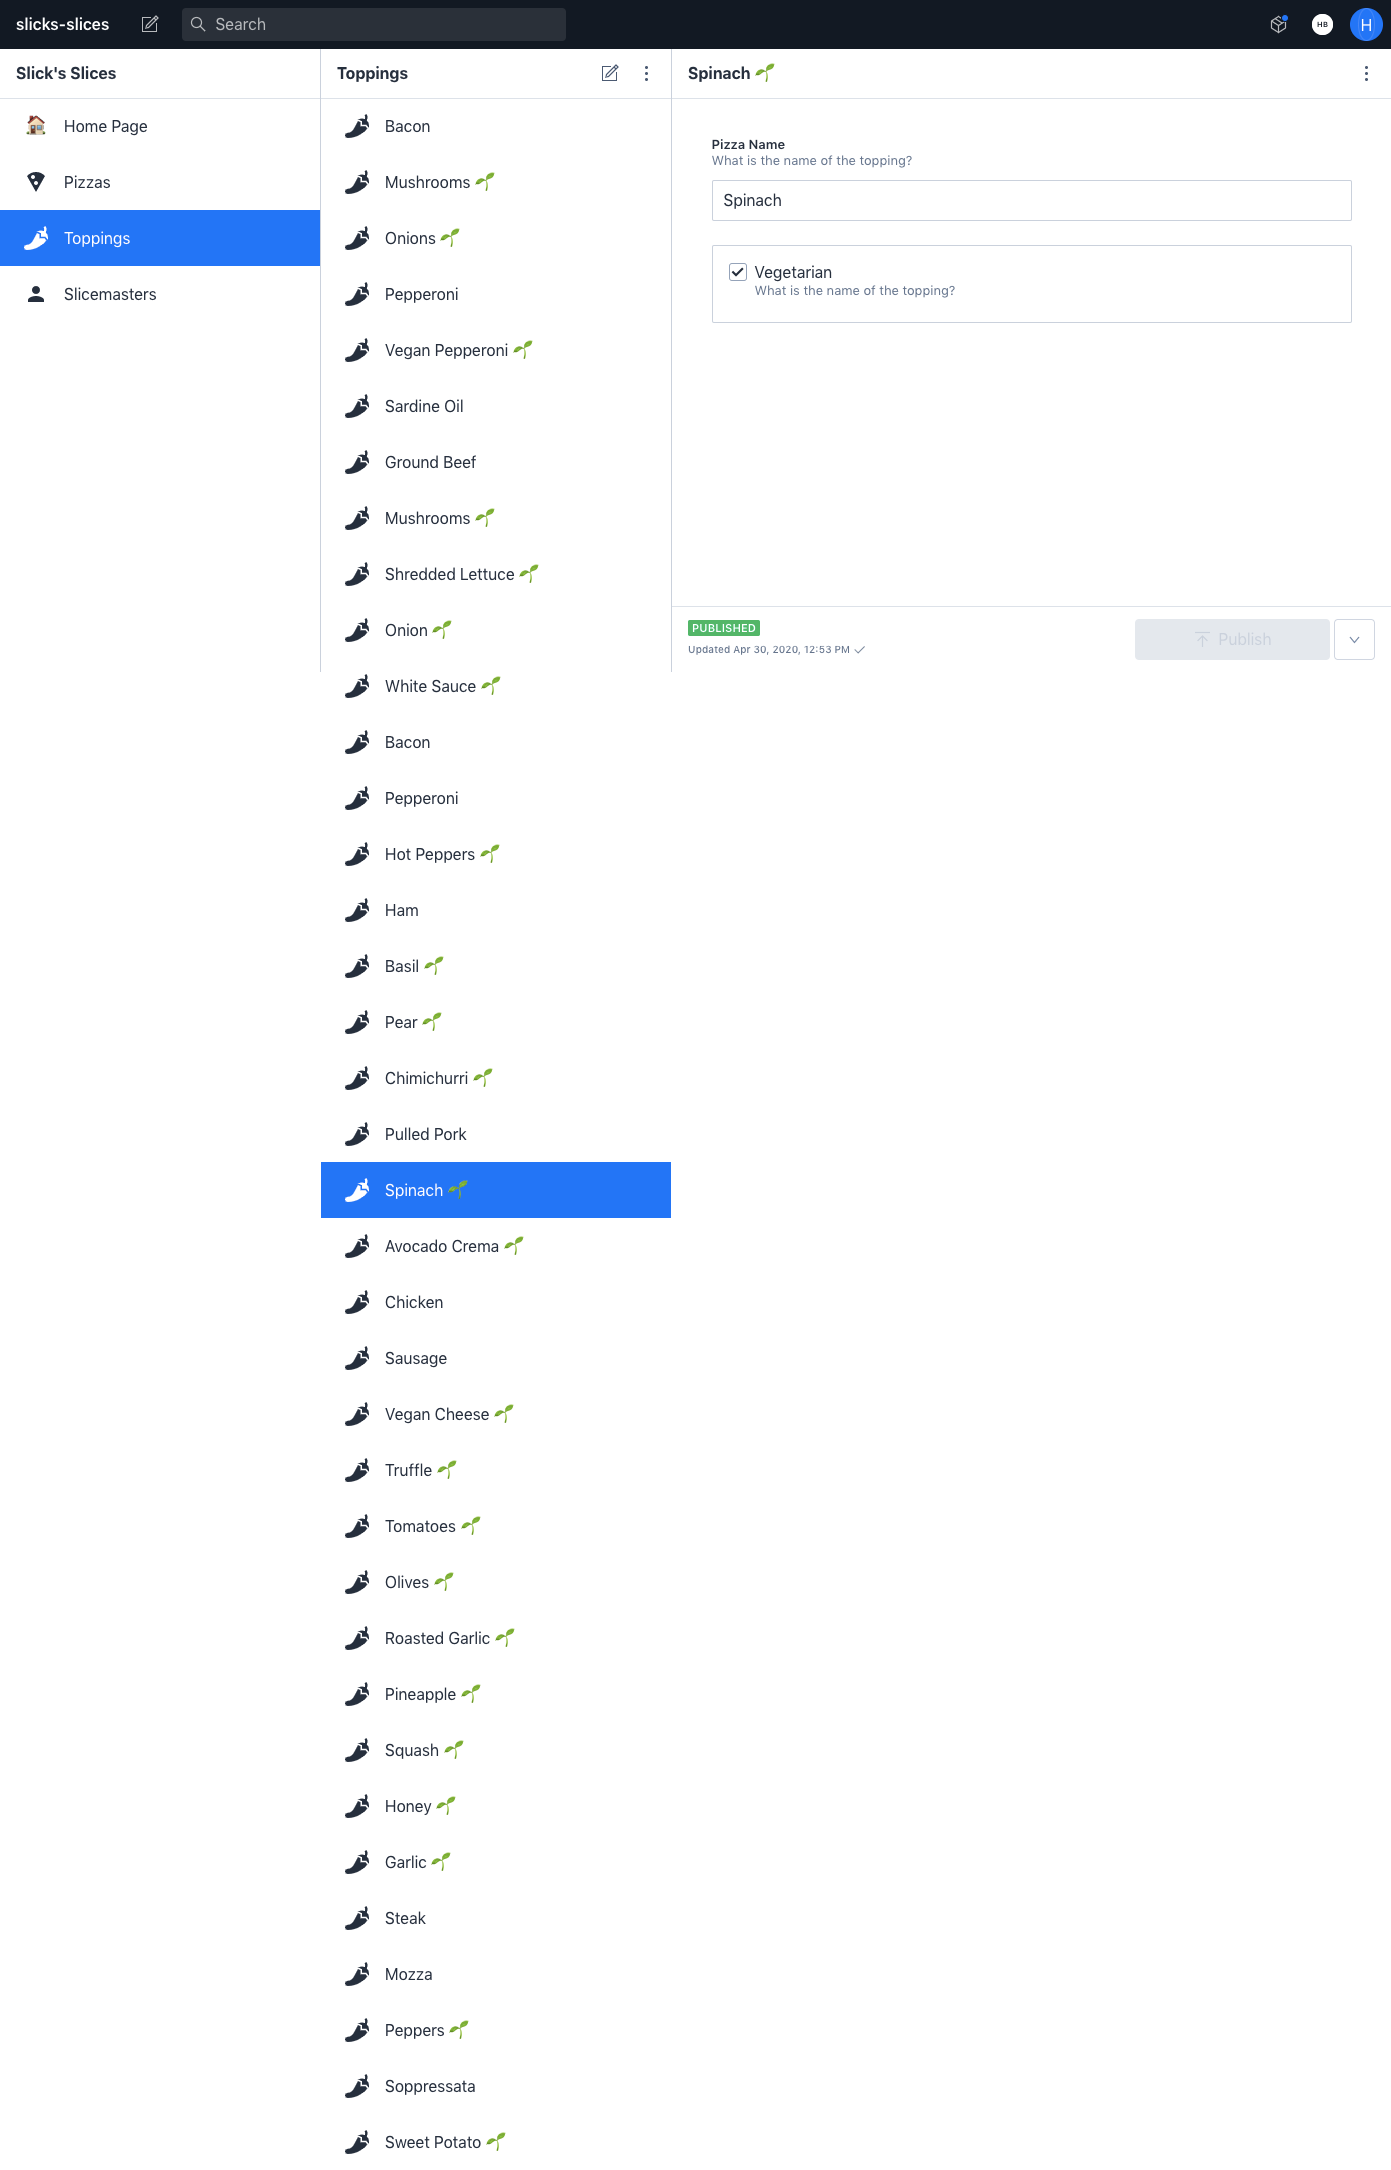 slicks-slices
Search
HB
H
Slick's Slices
Home Page
Pizzas
Toppings
Slicemasters
Toppings
Bacon
Mushrooms 🌱
Onions 🌱
Pepperoni
Vegan Pepperoni 🌱
Sardine Oil
Ground Beef
Mushrooms 🌱
Shredded Lettuce 🌱
Onion 🌱
White Sauce 🌱
Bacon
Pepperoni
Hot Peppers 🌱
Ham
Basil 🌱
Pear 🌱
Chimichurri 🌱
Pulled Pork
Spinach 🌱
Avocado Crema 🌱
Chicken
Sausage
Vegan Cheese 🌱
Truffle 🌱
Tomatoes 🌱
Olives 🌱
Roasted Garlic 🌱
Pineapple 🌱
Squash 🌱
Honey 🌱
Garlic 🌱
Steak
Mozza
Peppers 🌱
Soppressata
Sweet Potato 🌱
Spinach 🌱
Pizza Name
What is the name of the topping?
Spinach
Vegetarian
What is the name of the topping?
PUBLISHED
Updated Apr 30, 2020, 12:53 PM
Publish